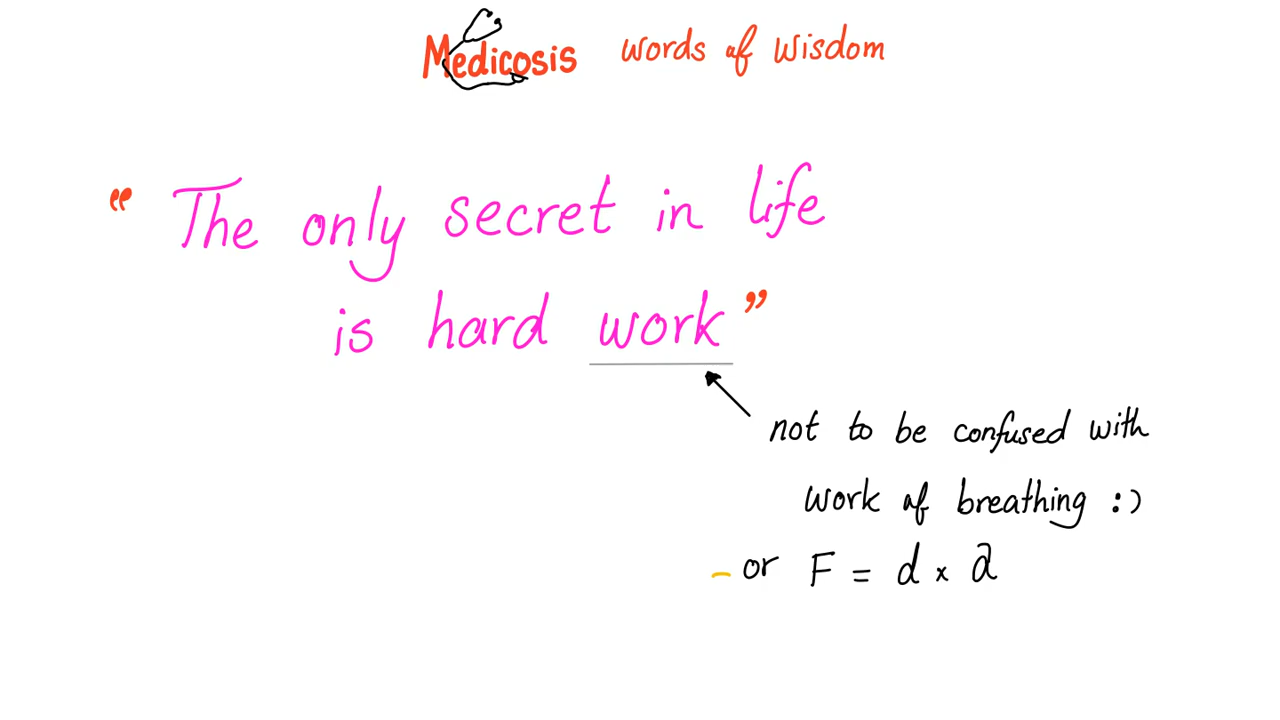 Medicosis words of wisdom
“ The only secret in life
is hard work ”
not to be confused with
work of breathing :)
- or F = d × a